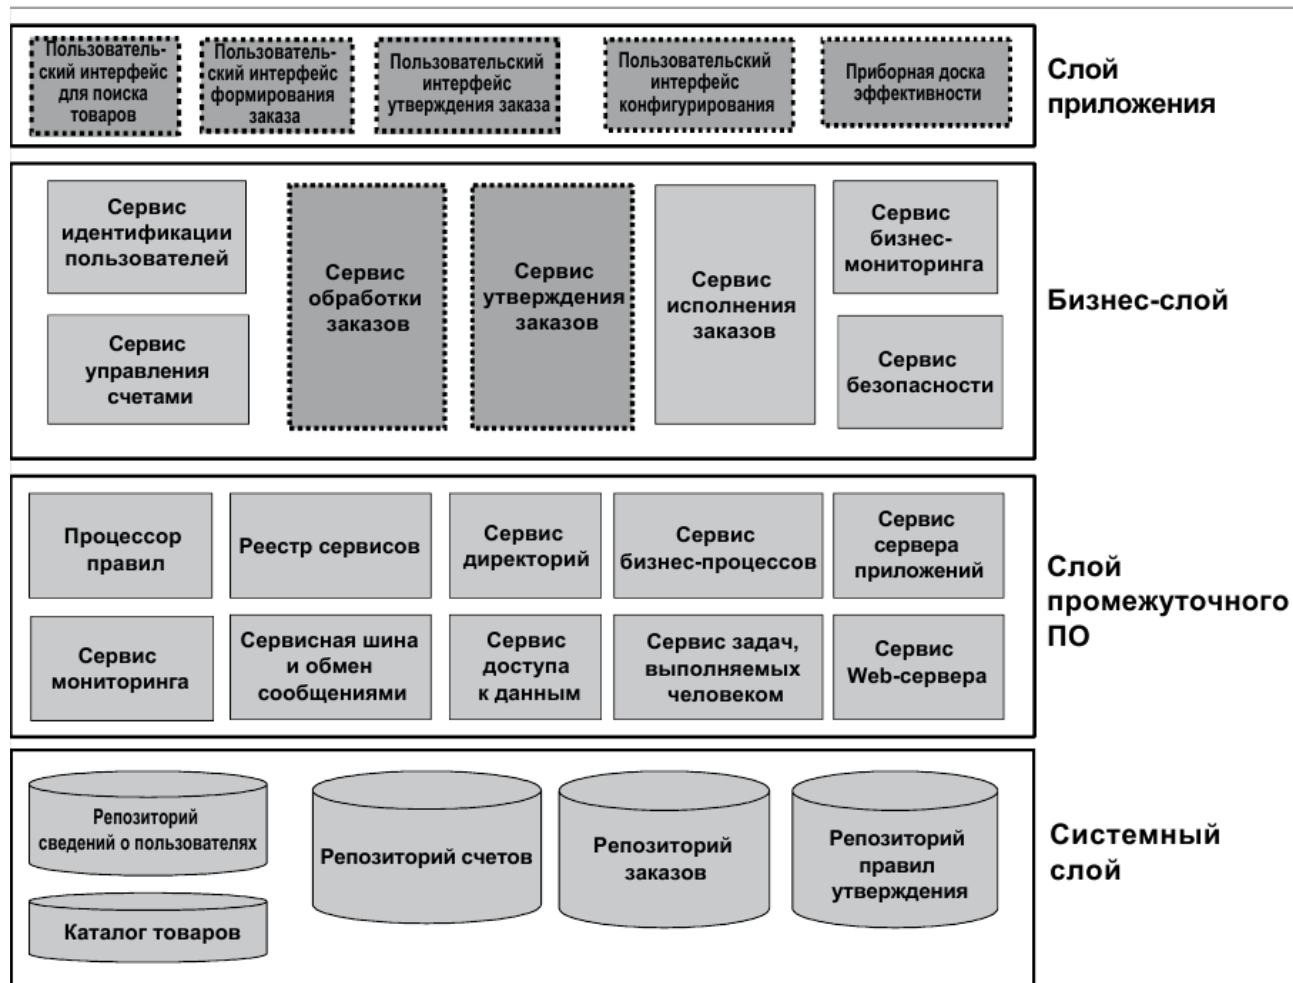 Пользователь-
ский интерфейс
для поиска
товаров
Пользователь-
ский интерфейс
формирования
заказа
Пользовательский
интерфейс
утверждения заказа
Пользовательский
интерфейс
конфигурирования
Приборная доска
эффективности
Слой
приложения
Сервис
идентификации
пользователей
Сервис
управления
счетами
Сервис
обработки
заказов
Сервис
утверждения
заказов
Сервис
исполнения
заказов
Сервис
бизнес-
мониторинга
Сервис
безопасности
Бизнес-слой
Процессор
правил
Реестр сервисов
Сервис
директорий
Сервис
бизнес-процессов
Сервис
сервера
приложений
Сервис
мониторинга
Сервисная шина
и обмен
сообщениями
Сервис
доступа
к данным
Сервис задач,
выполняемых
человеком
Сервис
Web-сервера
Слой
промежуточного
ПО
Репозиторий
сведений о пользователях
Каталог товаров
Репозиторий счетов
Репозиторий
заказов
Репозиторий
правил
утверждения
Системный
слой